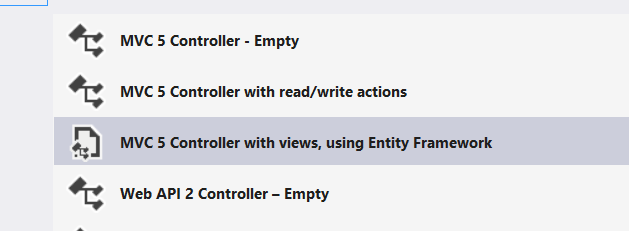 MVC 5 Controller - Empty
MVC 5 Controller with read/write actions
MVC 5 Controller with views, using Entity Framework
Web API 2 Controller – Empty